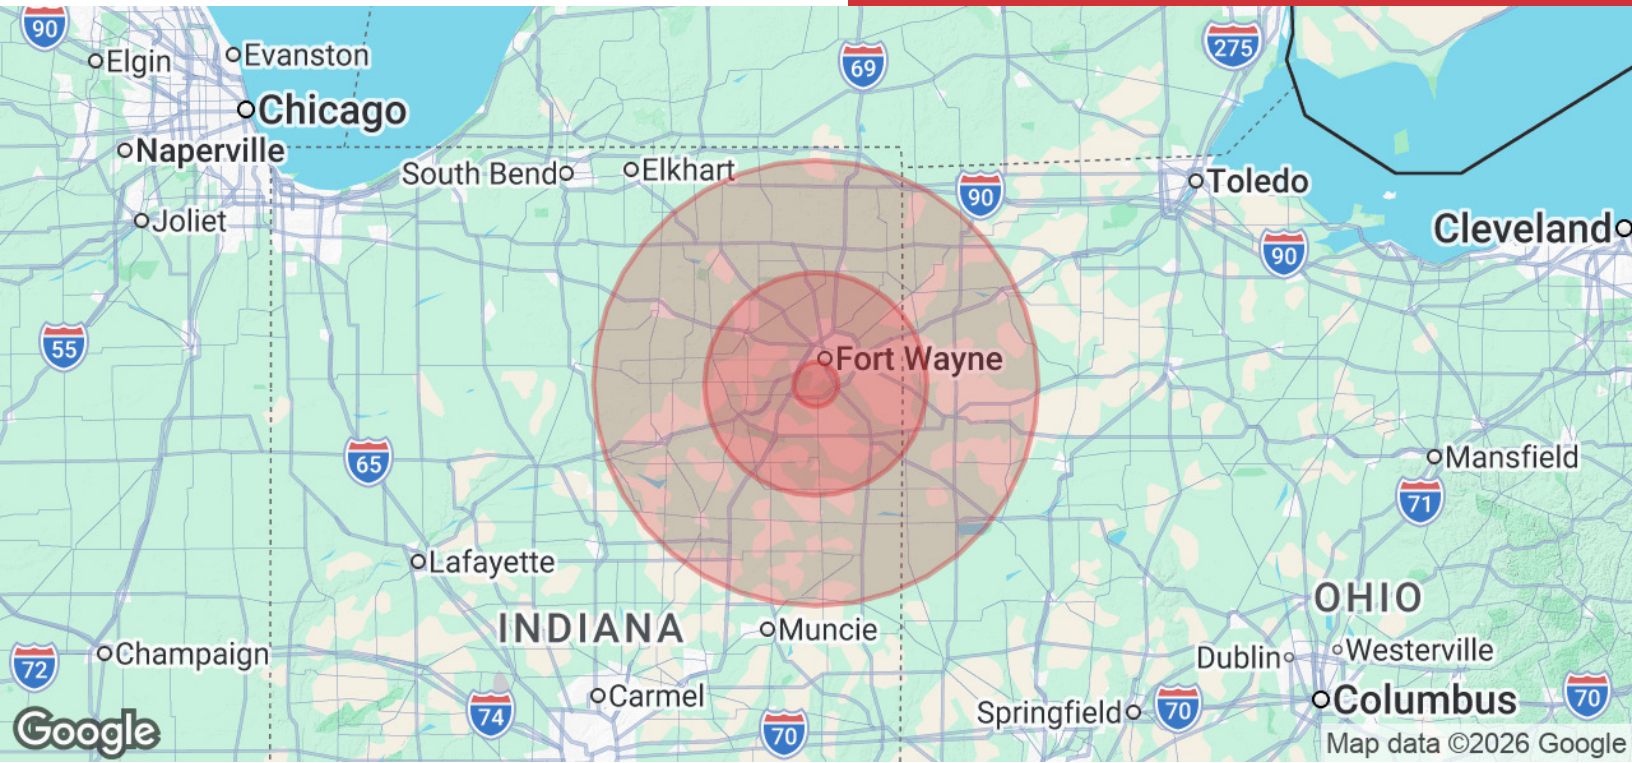 90
Elgin
Evanston
69
275
Chicago
Naperville
South Bend
Elkhart
90
Toledo
Joliet
Cleveland
90
55
Fort Wayne
65
Mansfield
71
Lafayette
INDIANA
OHIO
Muncie
72
Champaign
Dublin
Westerville
Carmel
74
Springfield
70
Columbus
70
70
Google
Map data ©2026 Google